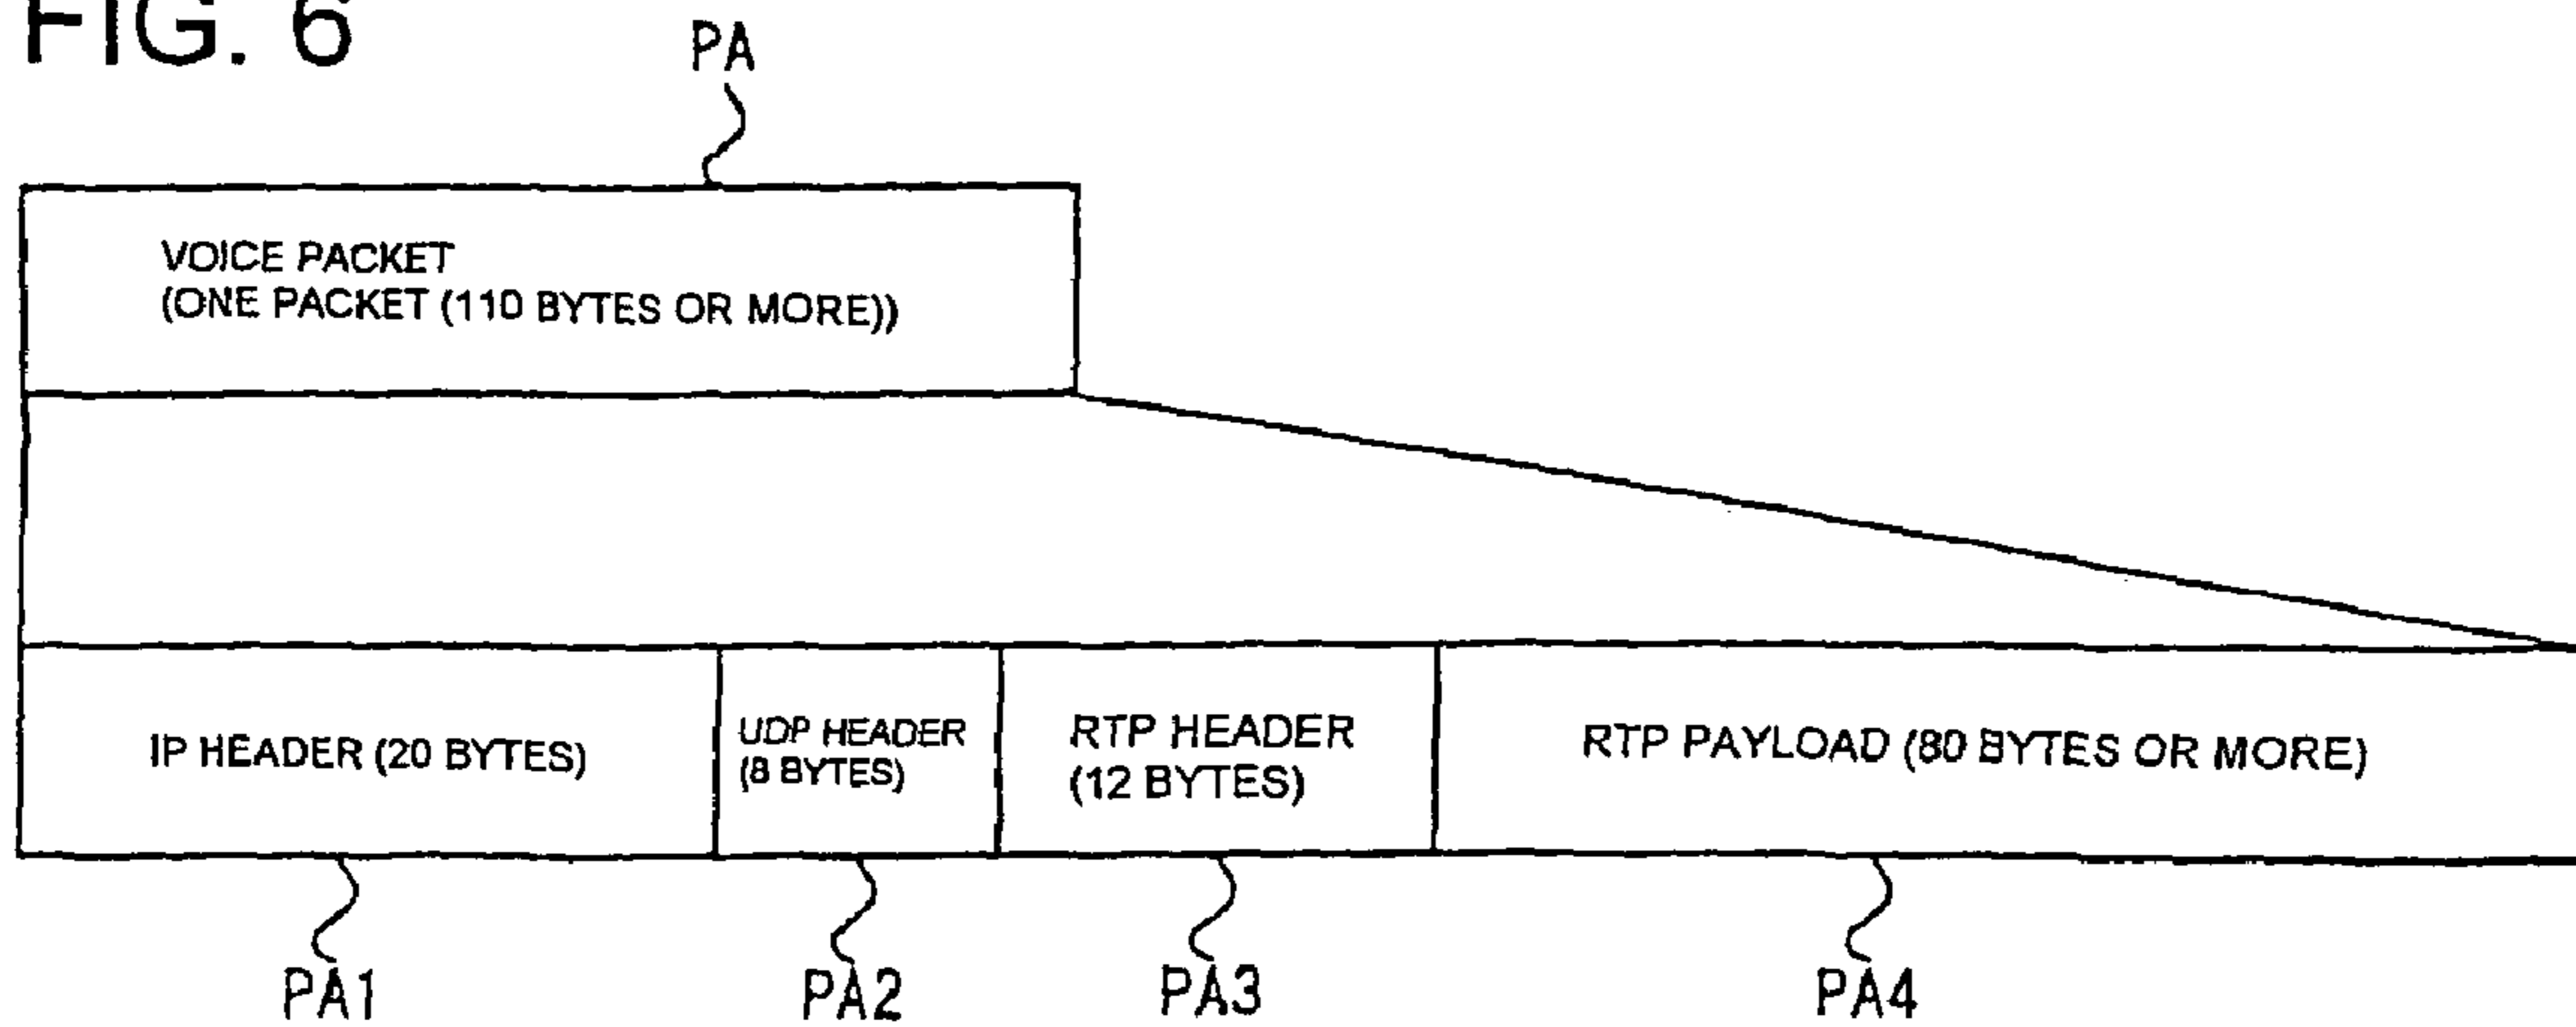 FIG. 6
PA
VOICE PACKET
(ONE PACKET (110 BYTES OR MORE))
IP HEADER (20 BYTES)
UDP HEADER
(8 BYTES)
RTP HEADER
(12 BYTES)
RTP PAYLOAD (80 BYTES OR MORE)
PA1
PA2
PA3
PA4